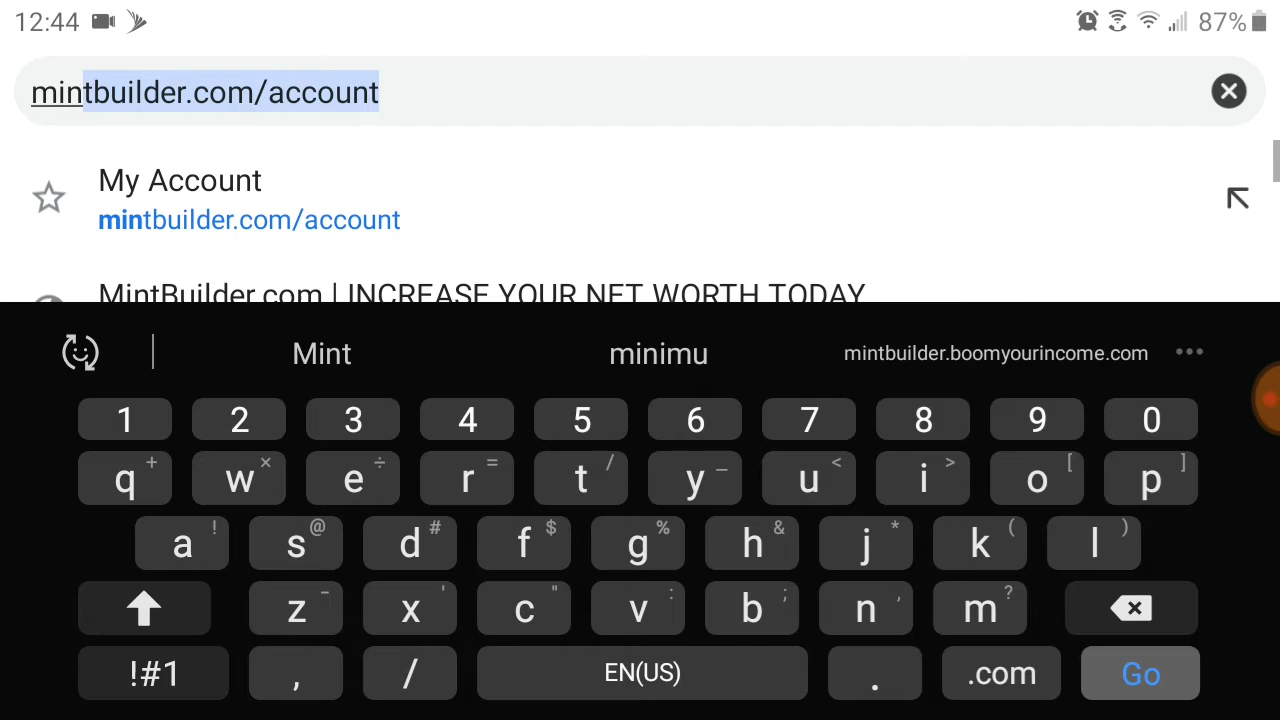 12:44 87%
mintbuilder.com/account
My Account
mintbuilder.com/account
MintBuilder.com | INCREASE YOUR NET WORTH TODAY
Mint minimu mintbuilder.boomyourincome.com •••
1 2 3 4 5 6 7 8 9 0
q + w × e ÷ r = t / y _ u < i > o [ p ]
a ! s @ d # f $ g % h & j * k ( l )
z - x ' c " v : b ; n , m ?
!#1 , / EN(US) . .com Go